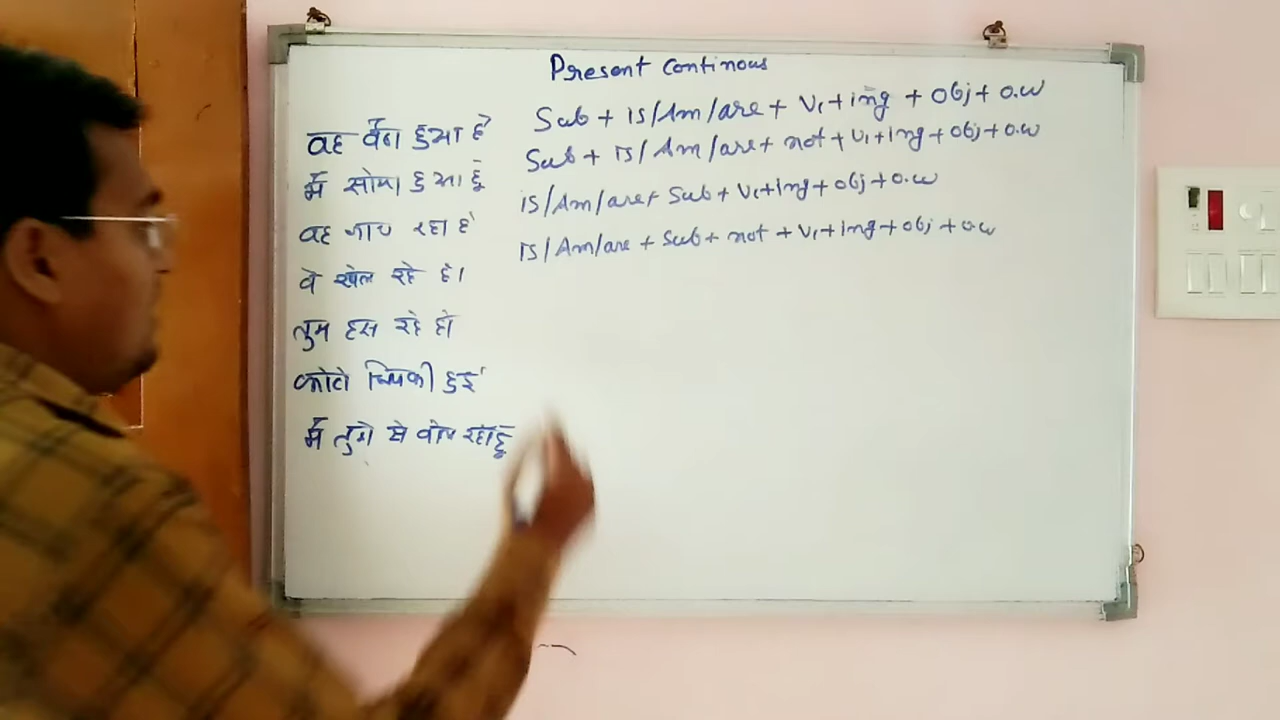 Present Continous
Sub + is/Am/are + V1+ing + obj + o.w
Sub + is/Am/are + not + V1+ing + obj + o.w
is/Am/are + Sub + V1+ing + obj + o.w
is/Am/are + Sub + not + V1+ing + obj + o.w
वह बैठा हुआ है
मैं सोया हुआ हूँ
वह नाच रहा है
वे खेल रहे है।
तुम हस रहे हो
फोटो चिपकी हुई
मैं से रहा हूँ